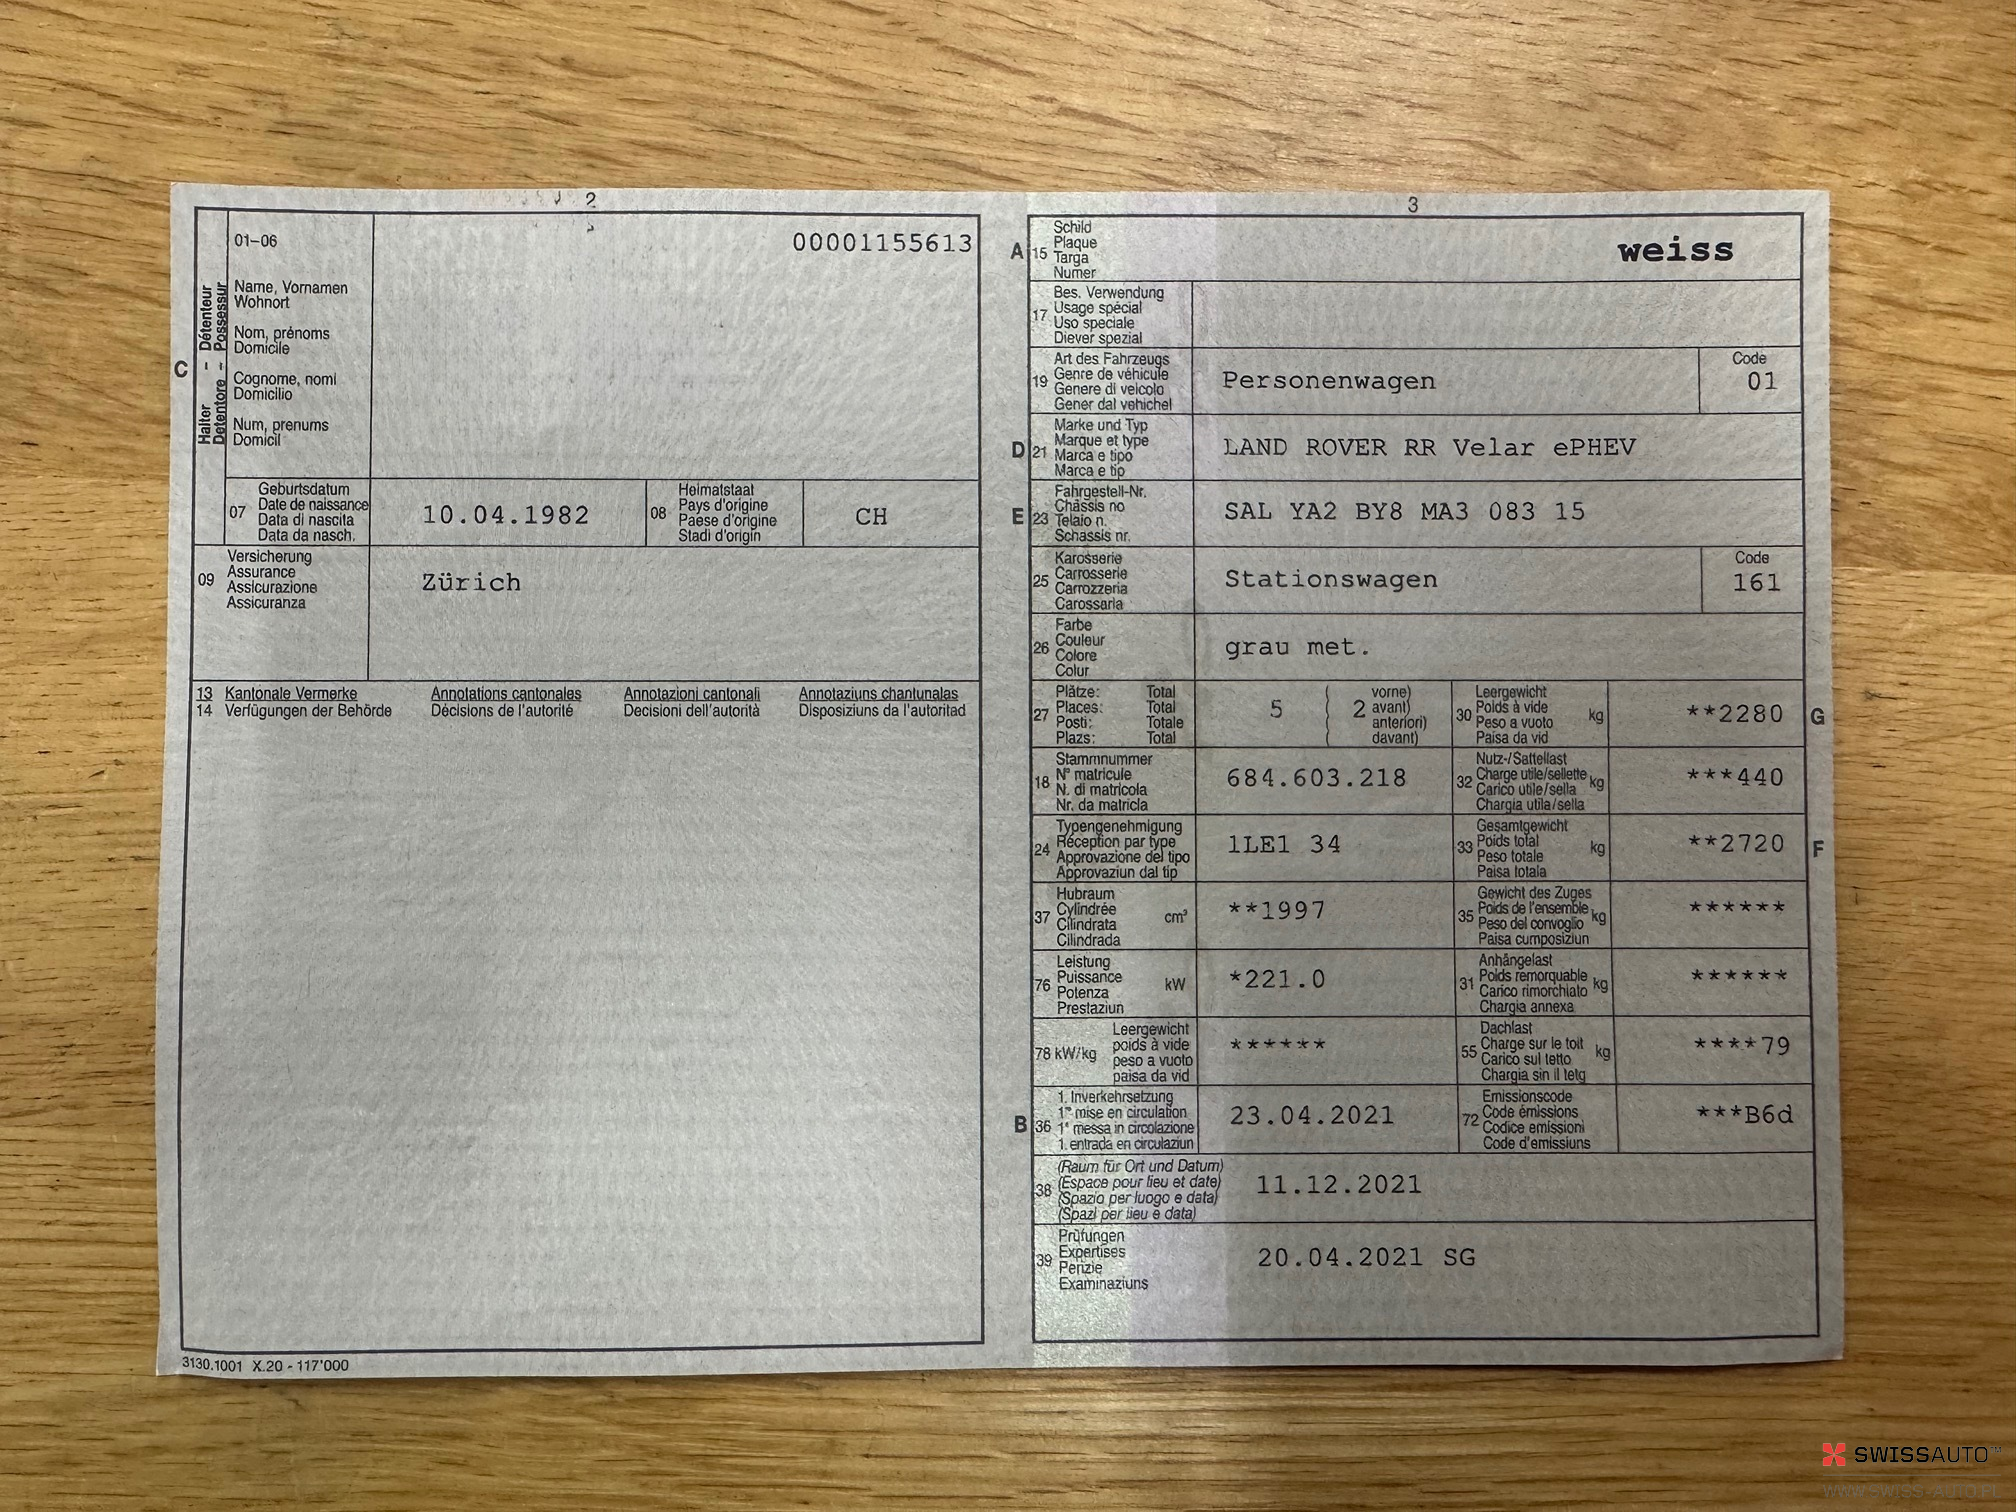 2
01-06
00001155613
C
Halter - Détenteur
Detentore - Possessur
Name, Vornamen
Wohnort
Nom, prénoms
Domicile
Cognome, nomi
Domicilio
Num, prenums
Domicil
07
Geburtsdatum
Date de naissance
Data di nascita
Data da nasch.
10.04.1982
08
Heimatstaat
Pays d'origine
Paese d'origine
Stadi d'origin
CH
09
Versicherung
Assurance
Assicurazione
Assicuranza
Zürich
13 Kantonale Vermerke Annotations cantonales Annotazioni cantonali Annotaziuns chantunalas
14 Verfügungen der Behörde Décisions de l'autorité Decisioni dell'autorità Disposiziuns da l'autoritad
3130.1001 X.20 - 117'000
3
A
15
Schild
Plaque
Targa
Numer
weiss
17
Bes. Verwendung
Usage spécial
Uso speciale
Diever spezial
19
Art des Fahrzeugs
Genre de véhicule
Genere di veicolo
Gener dal vehichel
Personenwagen
Code
01
D
21
Marke und Typ
Marque et type
Marca e tipo
Marca e tip
LAND ROVER RR Velar ePHEV
E
23
Fahrgestell-Nr.
Châssis no
Telaio n.
Schassis nr.
SAL YA2 BY8 MA3 083 15
25
Karosserie
Carrosserie
Carrozzeria
Carossaria
Stationswagen
Code
161
26
Farbe
Couleur
Colore
Colur
grau met.
27
Plätze: Total
Places: Total
Posti: Totale
Plazs: Total
5
( 2 vorne)
avant)
anteriori)
( davant)
30
Leergewicht
Poids à vide
Peso a vuoto
Paisa da vid
kg
**2280
G
18
Stammnummer
N° matricule
N. di matricola
Nr. da matricla
684.603.218
32
Nutz-/Sattellast
Charge utile/sellette
Carico utile/sella
Chargia utila/sella
kg
***440
24
Typengenehmigung
Réception par type
Approvazione del tipo
Approvaziun dal tip
1LE1 34
33
Gesamtgewicht
Poids total
Peso totale
Paisa totala
kg
**2720
F
37
Hubraum
Cylindrée
Cilindrata
Cilindrada
cm³
**1997
35
Gewicht des Zuges
Poids de l'ensemble
Peso del convoglio
Paisa cumposiziun
kg
******
76
Leistung
Puissance
Potenza
Prestaziun
kW
*221.0
31
Anhängelast
Poids remorquable
Carico rimorchiato
Chargia annexa
kg
******
78 kW/kg
Leergewicht
poids à vide
peso a vuoto
paisa da vid
******
55
Dachlast
Charge sur le toit
Carico sul tetto
Chargia sin il tetg
kg
****79
B
36
1. Inverkehrsetzung
1re mise en circulation
1a messa in circolazione
1. entrada en circulaziun
23.04.2021
72
Emissionscode
Code émissions
Codice emissioni
Code d'emissiuns
***B6d
38
(Raum für Ort und Datum)
(Espace pour lieu et date)
(Spazio per luogo e data)
(Spazi per lieu e data)
11.12.2021
39
Prüfungen
Expertises
Perizie
Examinaziuns
20.04.2021 SG
SWISSAUTO™
WWW.SWISS-AUTO.PL